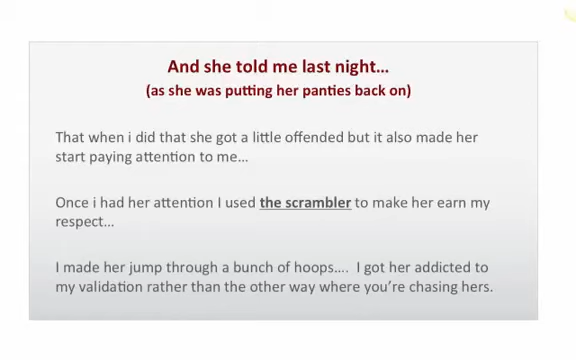 And she told me last night...
(as she was putting her panties back on)
That when i did that she got a little offended but it also made her
start paying attention to me...
Once i had her attention I used the scrambler to make her earn my
respect...
I made her jump through a bunch of hoops....  I got her addicted to
my validation rather than the other way where you're chasing hers.